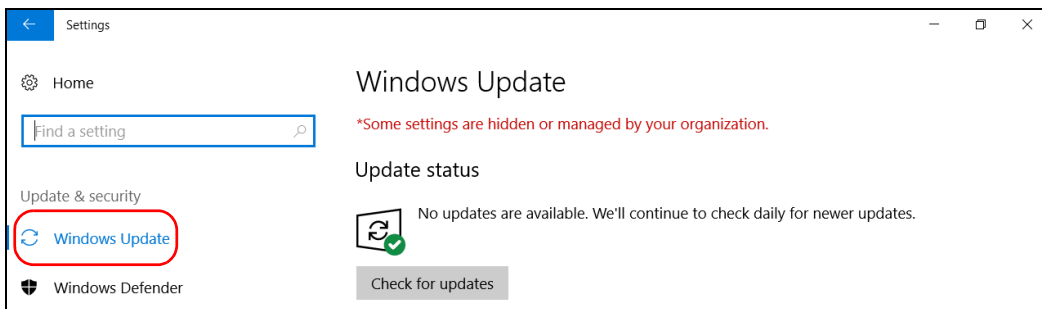 Settings
Home
Find a setting
Update & security
Windows Update
Windows Defender
Windows Update
*Some settings are hidden or managed by your organization.
Update status
No updates are available. We'll continue to check daily for newer updates.
Check for updates